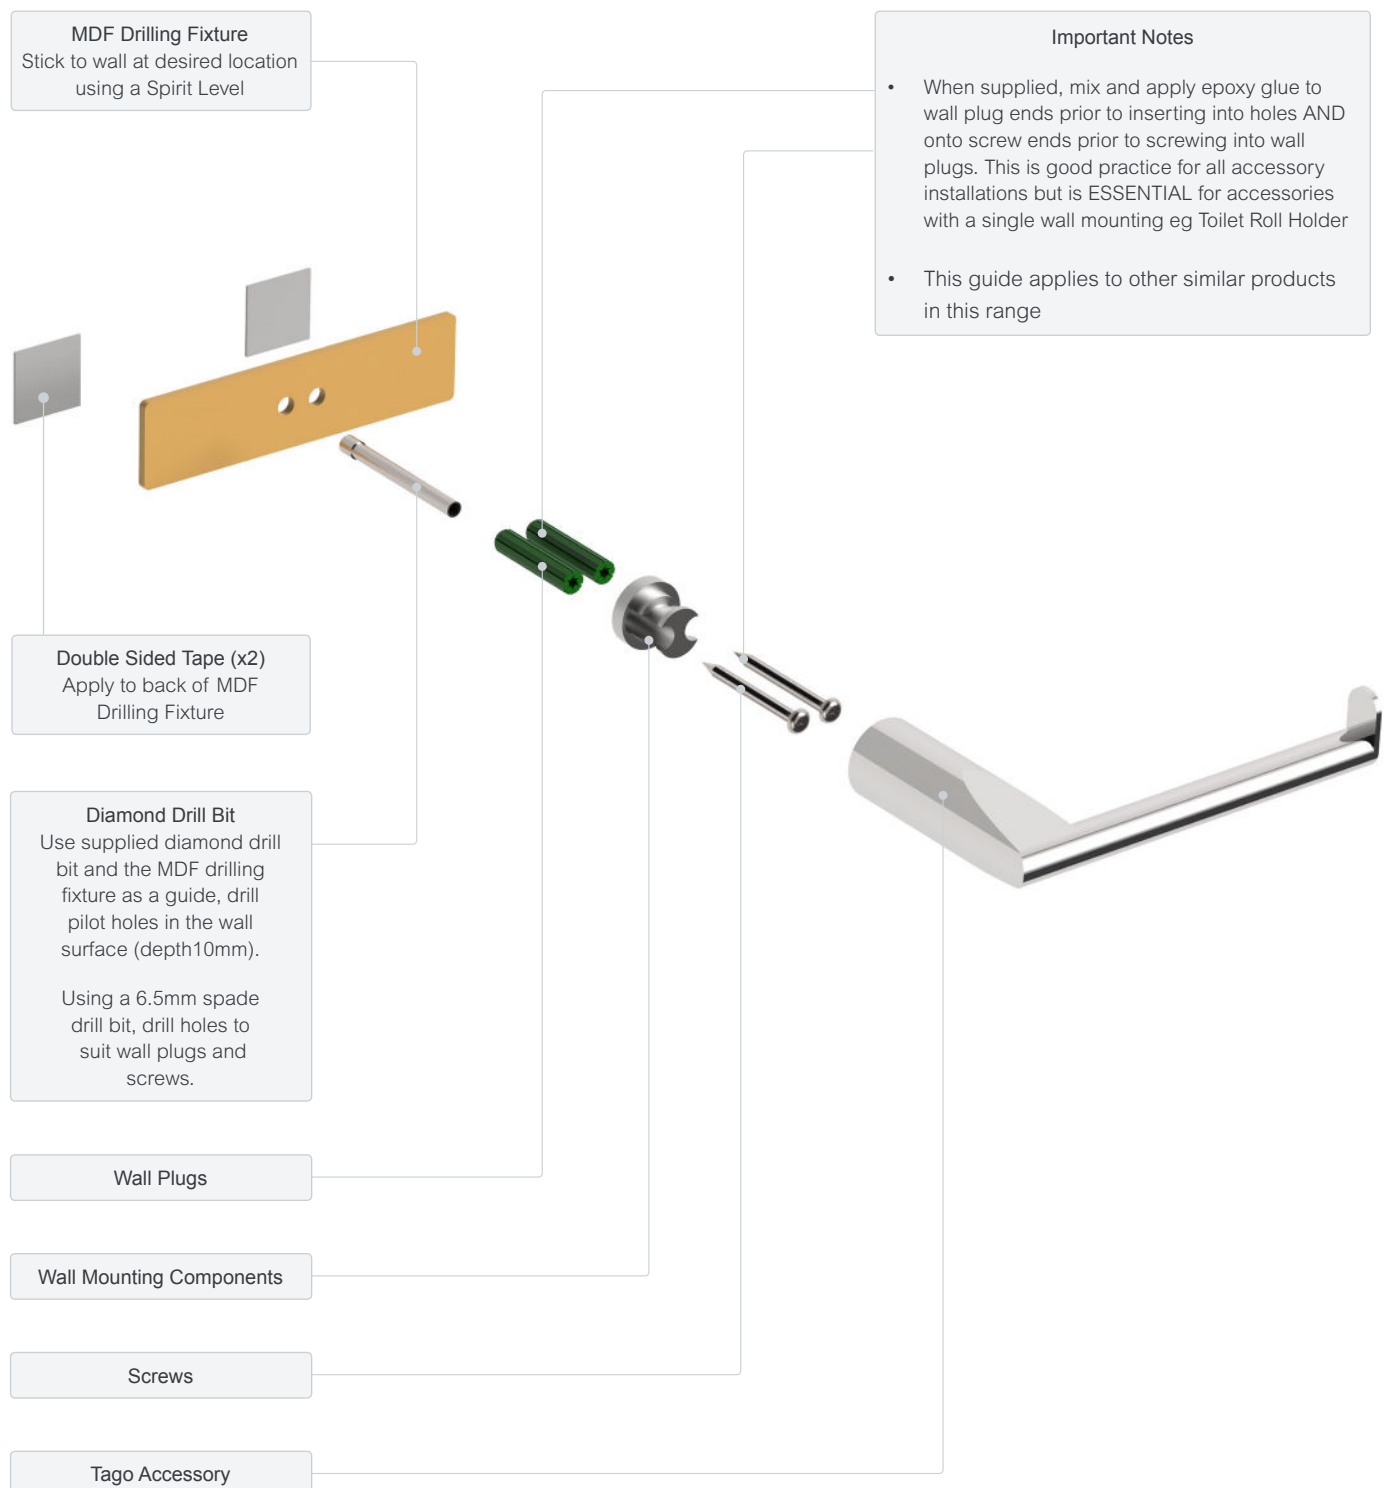 MDF Drilling Fixture
Stick to wall at desired location
using a Spirit Level
Important Notes
• When supplied, mix and apply epoxy glue to
wall plug ends prior to inserting into holes AND
onto screw ends prior to screwing into wall
plugs. This is good practice for all accessory
installations but is ESSENTIAL for accessories
with a single wall mounting eg Toilet Roll Holder
• This guide applies to other similar products
in this range
Double Sided Tape (x2)
Apply to back of MDF
Drilling Fixture
Diamond Drill Bit
Use supplied diamond drill
bit and the MDF drilling
fixture as a guide, drill
pilot holes in the wall
surface (depth10mm).
Using a 6.5mm spade
drill bit, drill holes to
suit wall plugs and
screws.
Wall Plugs
Wall Mounting Components
Screws
Tago Accessory